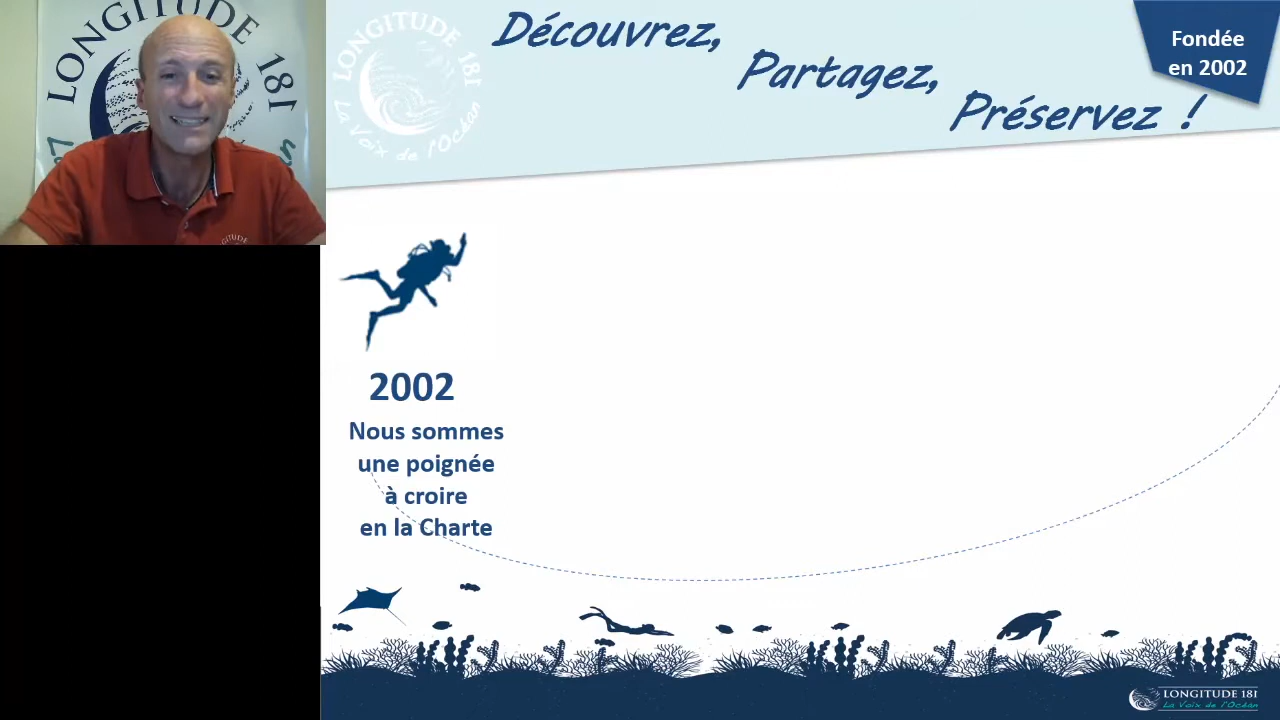 LONGITUDE 181
LONGITUDE
LONGITUDE 181
La Voix de l'Océan
Découvrez,
Partagez,
Préservez !
Fondée
en 2002
2002
Nous sommes
une poignée
à croire
en la Charte
LONGITUDE 181
La Voix de l'Océan